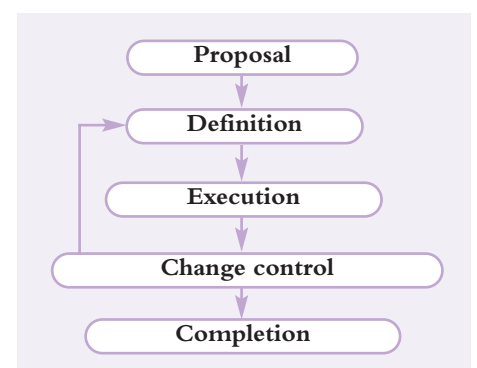 Proposal
Definition
Execution
Change control
Completion